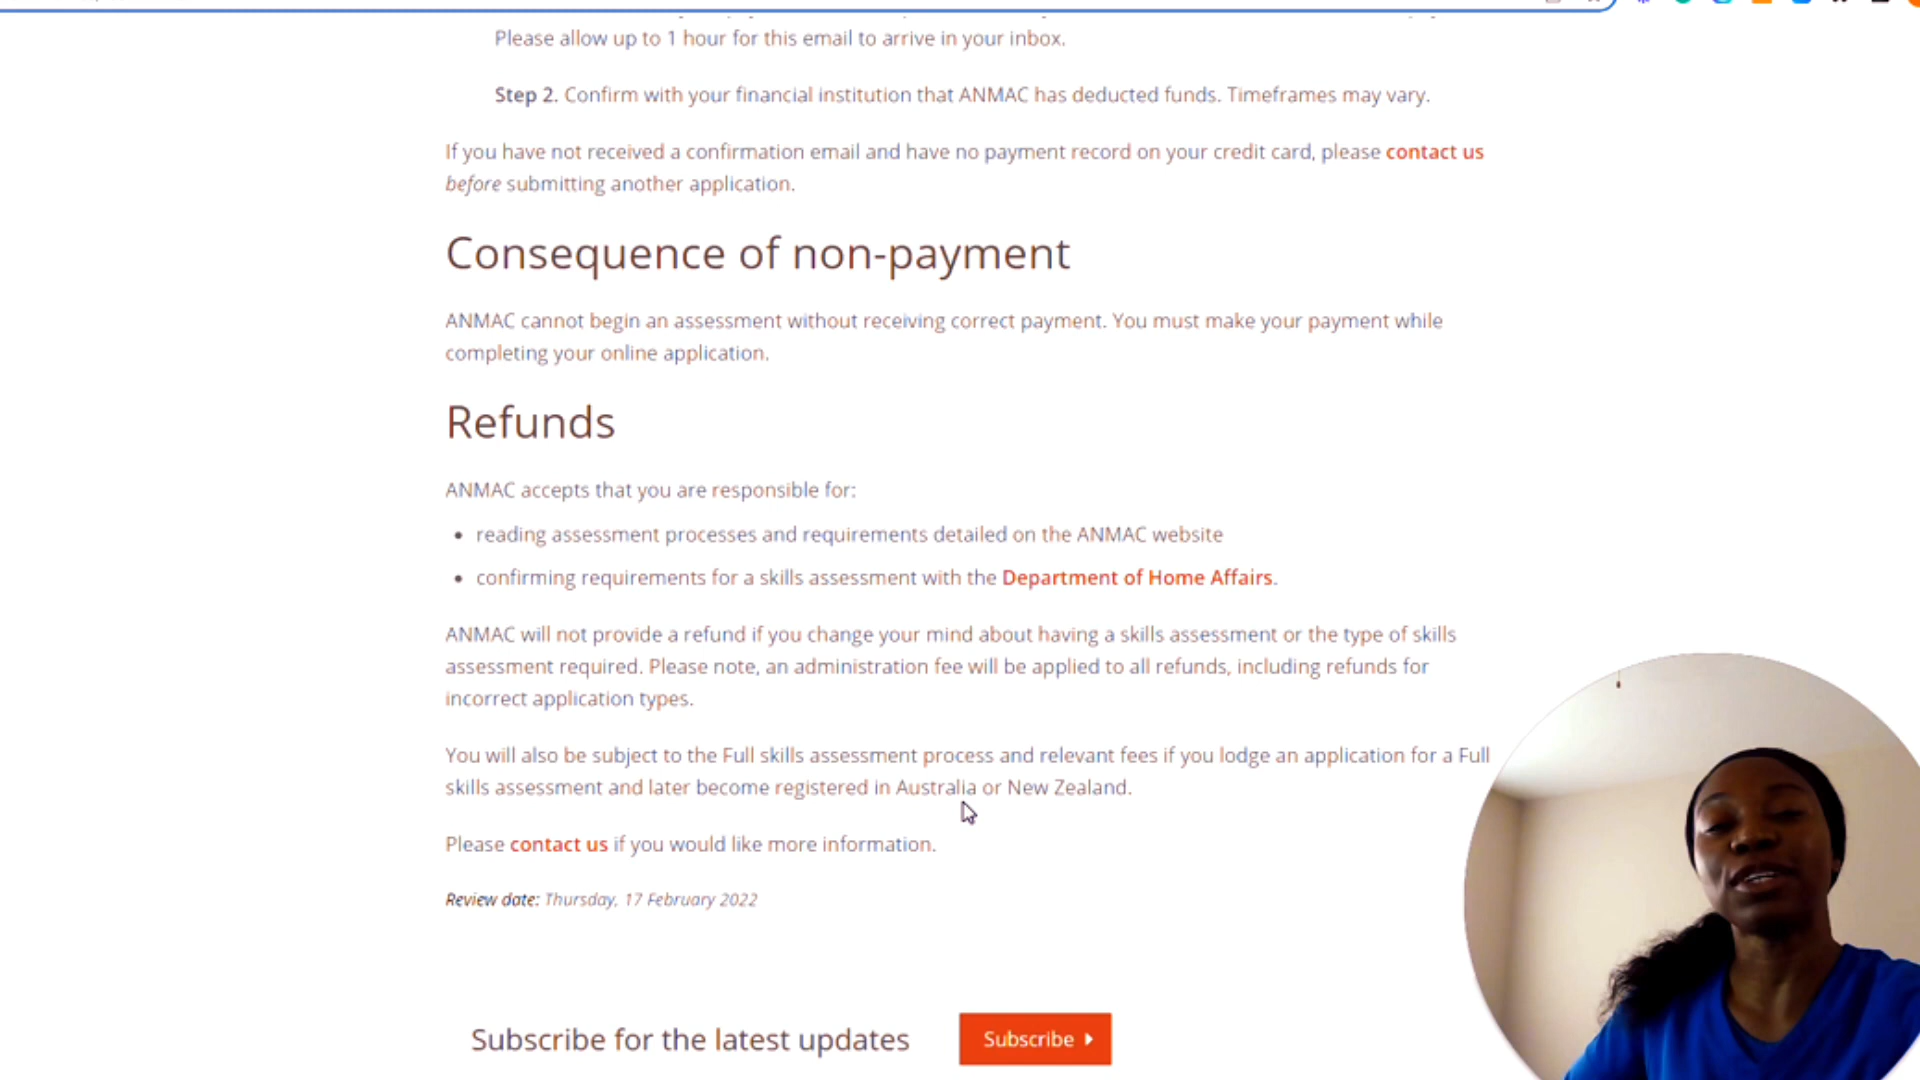 Please allow up to 1 hour for this email to arrive in your inbox.
Step 2. Confirm with your financial institution that ANMAC has deducted funds. Timeframes may vary.
If you have not received a confirmation email and have no payment record on your credit card, please contact us
before submitting another application.
Consequence of non-payment
ANMAC cannot begin an assessment without receiving correct payment. You must make your payment while
completing your online application.
Refunds
ANMAC accepts that you are responsible for:
• reading assessment processes and requirements detailed on the ANMAC website
• confirming requirements for a skills assessment with the Department of Home Affairs.
ANMAC will not provide a refund if you change your mind about having a skills assessment or the type of skills
assessment required. Please note, an administration fee will be applied to all refunds, including refunds for
incorrect application types.
You will also be subject to the Full skills assessment process and relevant fees if you lodge an application for a Full
skills assessment and later become registered in Australia or New Zealand.
Please contact us if you would like more information.
Review date: Thursday, 17 February 2022
Subscribe for the latest updates
Subscribe